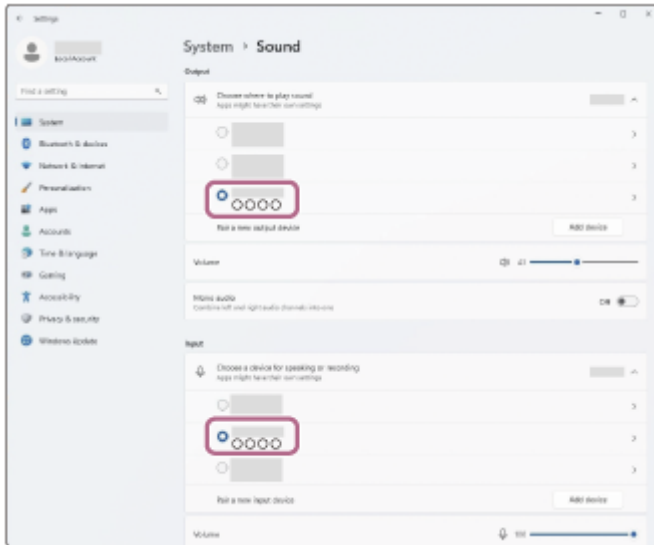 Settings
Local Account
System > Sound
Output
Find a setting
Choose where to play sound
Apps might have their own settings
System
Bluetooth & devices
Network & internet
Personalization
Apps
Accounts
Time & language
Gaming
Accessibility
Privacy & security
Windows Update
OOOO
Pair a new output device
Add device
Volume
Mono audio
Combine left and right audio channels into one
Off
Input
Choose a device for speaking or recording
Apps might have their own settings
OOOO
Pair a new input device
Add device
Volume
100